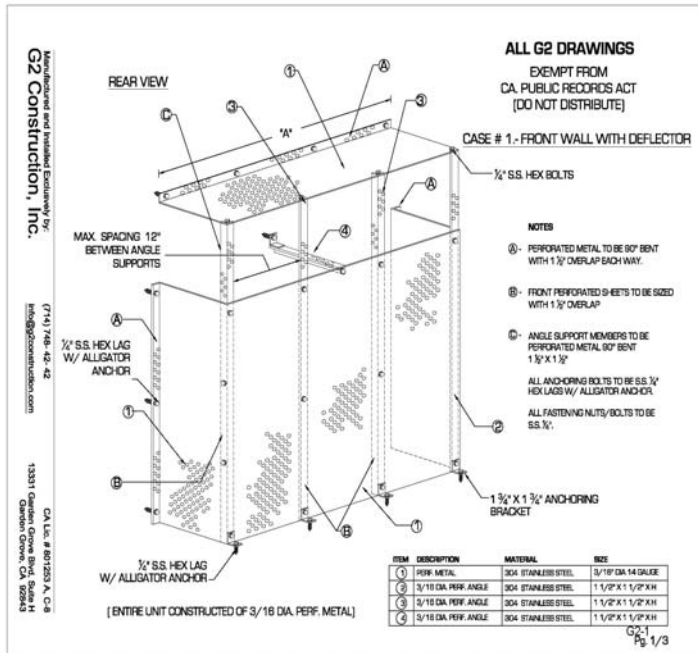 ALL G2 DRAWINGS
EXEMPT FROM
CA. PUBLIC RECORDS ACT
(DO NOT DISTRIBUTE)
CASE # 1.- FRONT WALL WITH DEFLECTOR
REAR VIEW
1
A
C
3
"A"
3
¼" S.S. HEX BOLTS
A
4
MAX. SPACING 12"
BETWEEN ANGLE
SUPPORTS
A
¼" S.S. HEX LAG
W/ ALLIGATOR
ANCHOR
1
B
¼" S.S. HEX LAG
W/ ALLIGATOR ANCHOR
B
1
2
1 ¾" X 1 ¾" ANCHORING
BRACKET
NOTES
A - PERFORATED METAL TO BE 90° BENT
WITH 1 ½" OVERLAP EACH WAY.
B - FRONT PERFORATED SHEETS TO BE SIZED
WITH 1 ½" OVERLAP
C - ANGLE SUPPORT MEMBERS TO BE
PERFORATED METAL 90° BENT
1 ½" X 1 ½"
ALL ANCHORING BOLTS TO BE S.S. ¼"
HEX LAGS W/ ALLIGATOR ANCHOR.
ALL FASTENING NUTS/BOLTS TO BE
S.S. ¼".
ITEM DESCRIPTION MATERIAL SIZE
1 PERF. METAL 304 STAINLESS STEEL 3/16" DIA 14 GAUGE
2 3/16 DIA. PERF. ANGLE 304 STAINLESS STEEL 1 1/2" X 1 1/2" X H
3 3/16 DIA. PERF. ANGLE 304 STAINLESS STEEL 1 1/2" X 1 1/2" X H
4 3/16 DIA. PERF. ANGLE 304 STAINLESS STEEL 1 1/2" X 1 1/2" X H
[ ENTIRE UNIT CONSTRUCTED OF 3/16 DIA. PERF. METAL]
G2-1
Pg. 1/3
Manufactured and Installed Exclusively by:
G2 Construction, Inc.
(714) 748- 42- 42
info@g2construction.com
CA Lic. # 801253 A, C-8
13331 Garden Grove Blvd. Suite H
Garden Grove, CA 92843